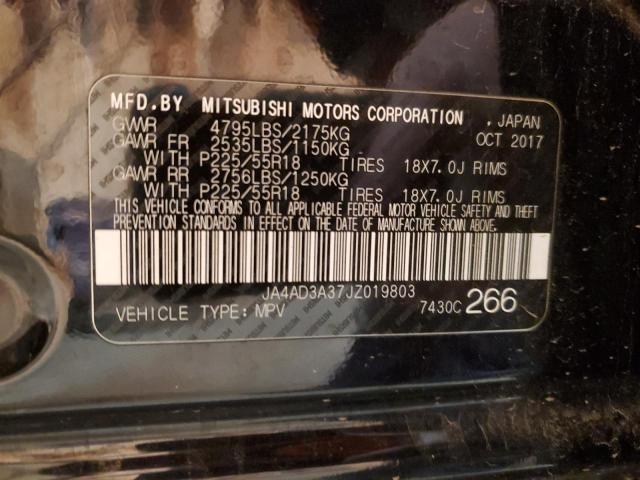 MFD.BY MITSUBISHI MOTORS CORPORATION , JAPAN
GVWR 4795LBS/2175KG OCT 2017
GAWR FR 2535LBS/1150KG
WITH P225/55R18 TIRES 18X7.0J RIMS
GAWR RR 2756LBS/1250KG
WITH P225/55R18 TIRES 18X7.0J RIMS
THIS VEHICLE CONFORMS TO ALL APPLICABLE FEDERAL MOTOR VEHICLE SAFETY AND THEFT
PREVENTION STANDARDS IN EFFECT ON THE DATE OF MANUFACTURE SHOWN ABOVE.
JA4AD3A37JZ019803
VEHICLE TYPE: MPV 7430C 266